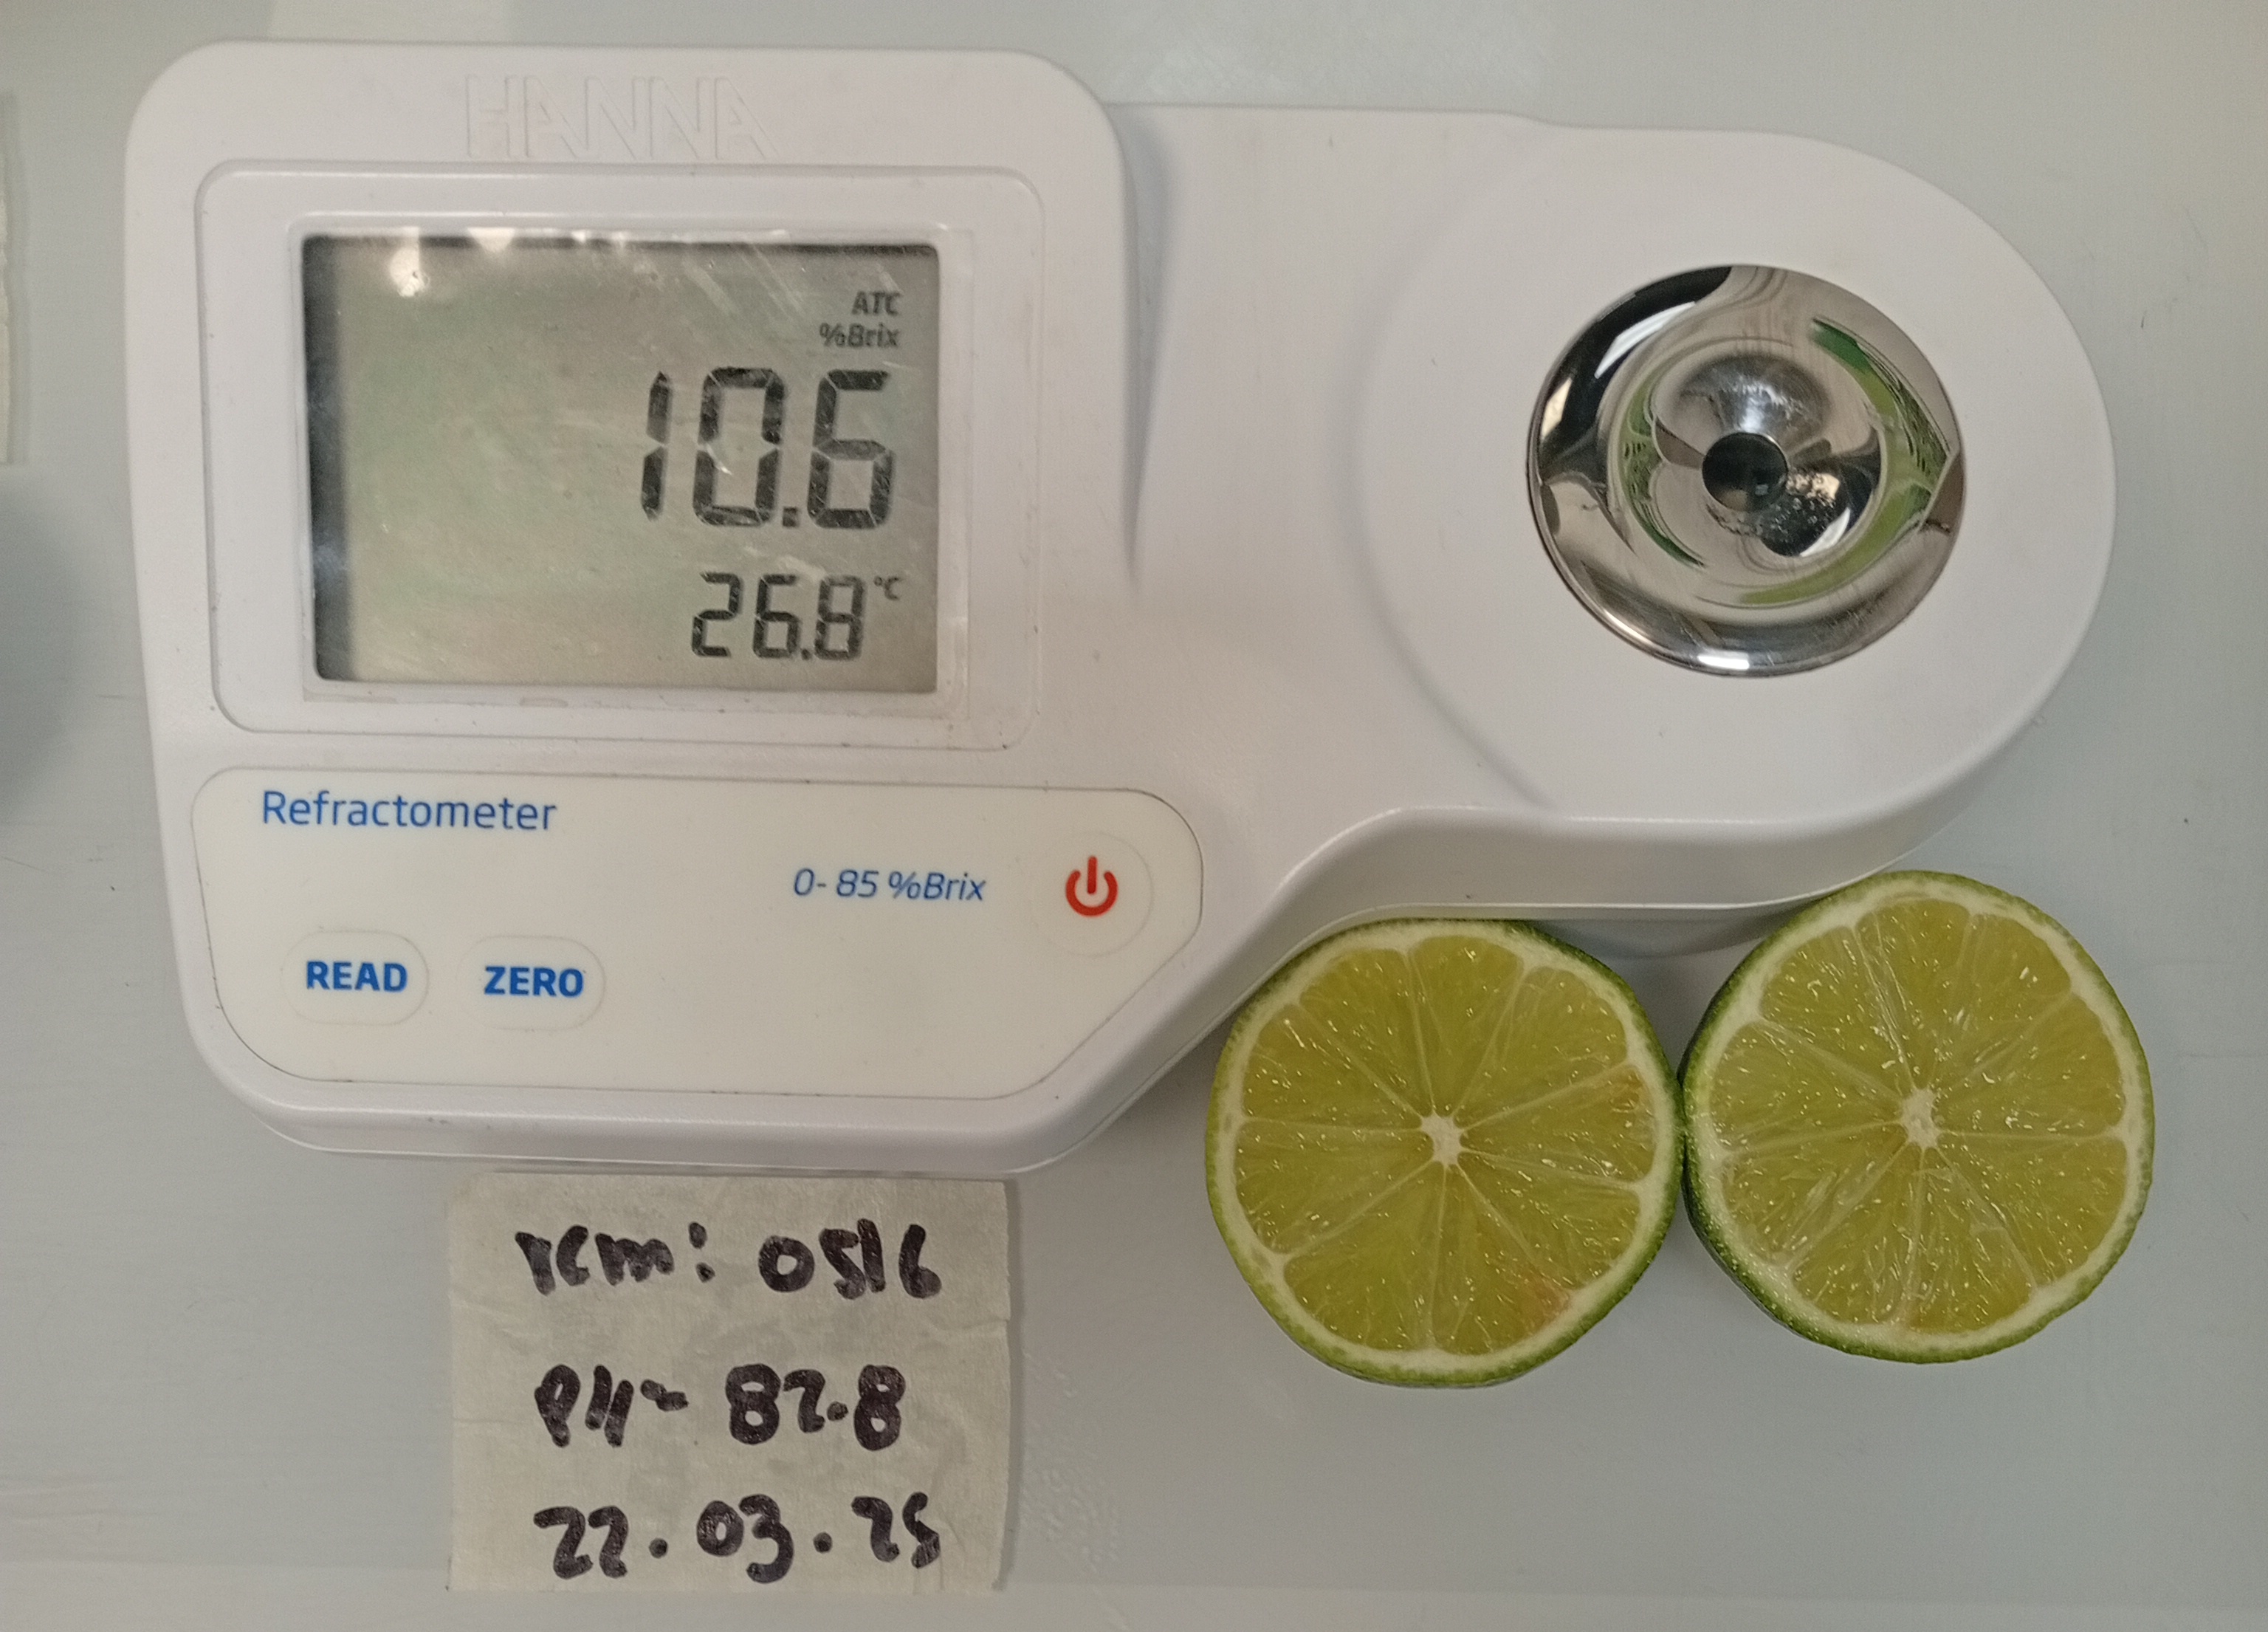 HANNA
ATC
%Brix
10.6
26.8 °C
Refractometer
0- 85 %Brix
READ ZERO
rcm: 0516
PH- 82.8
22.03.25